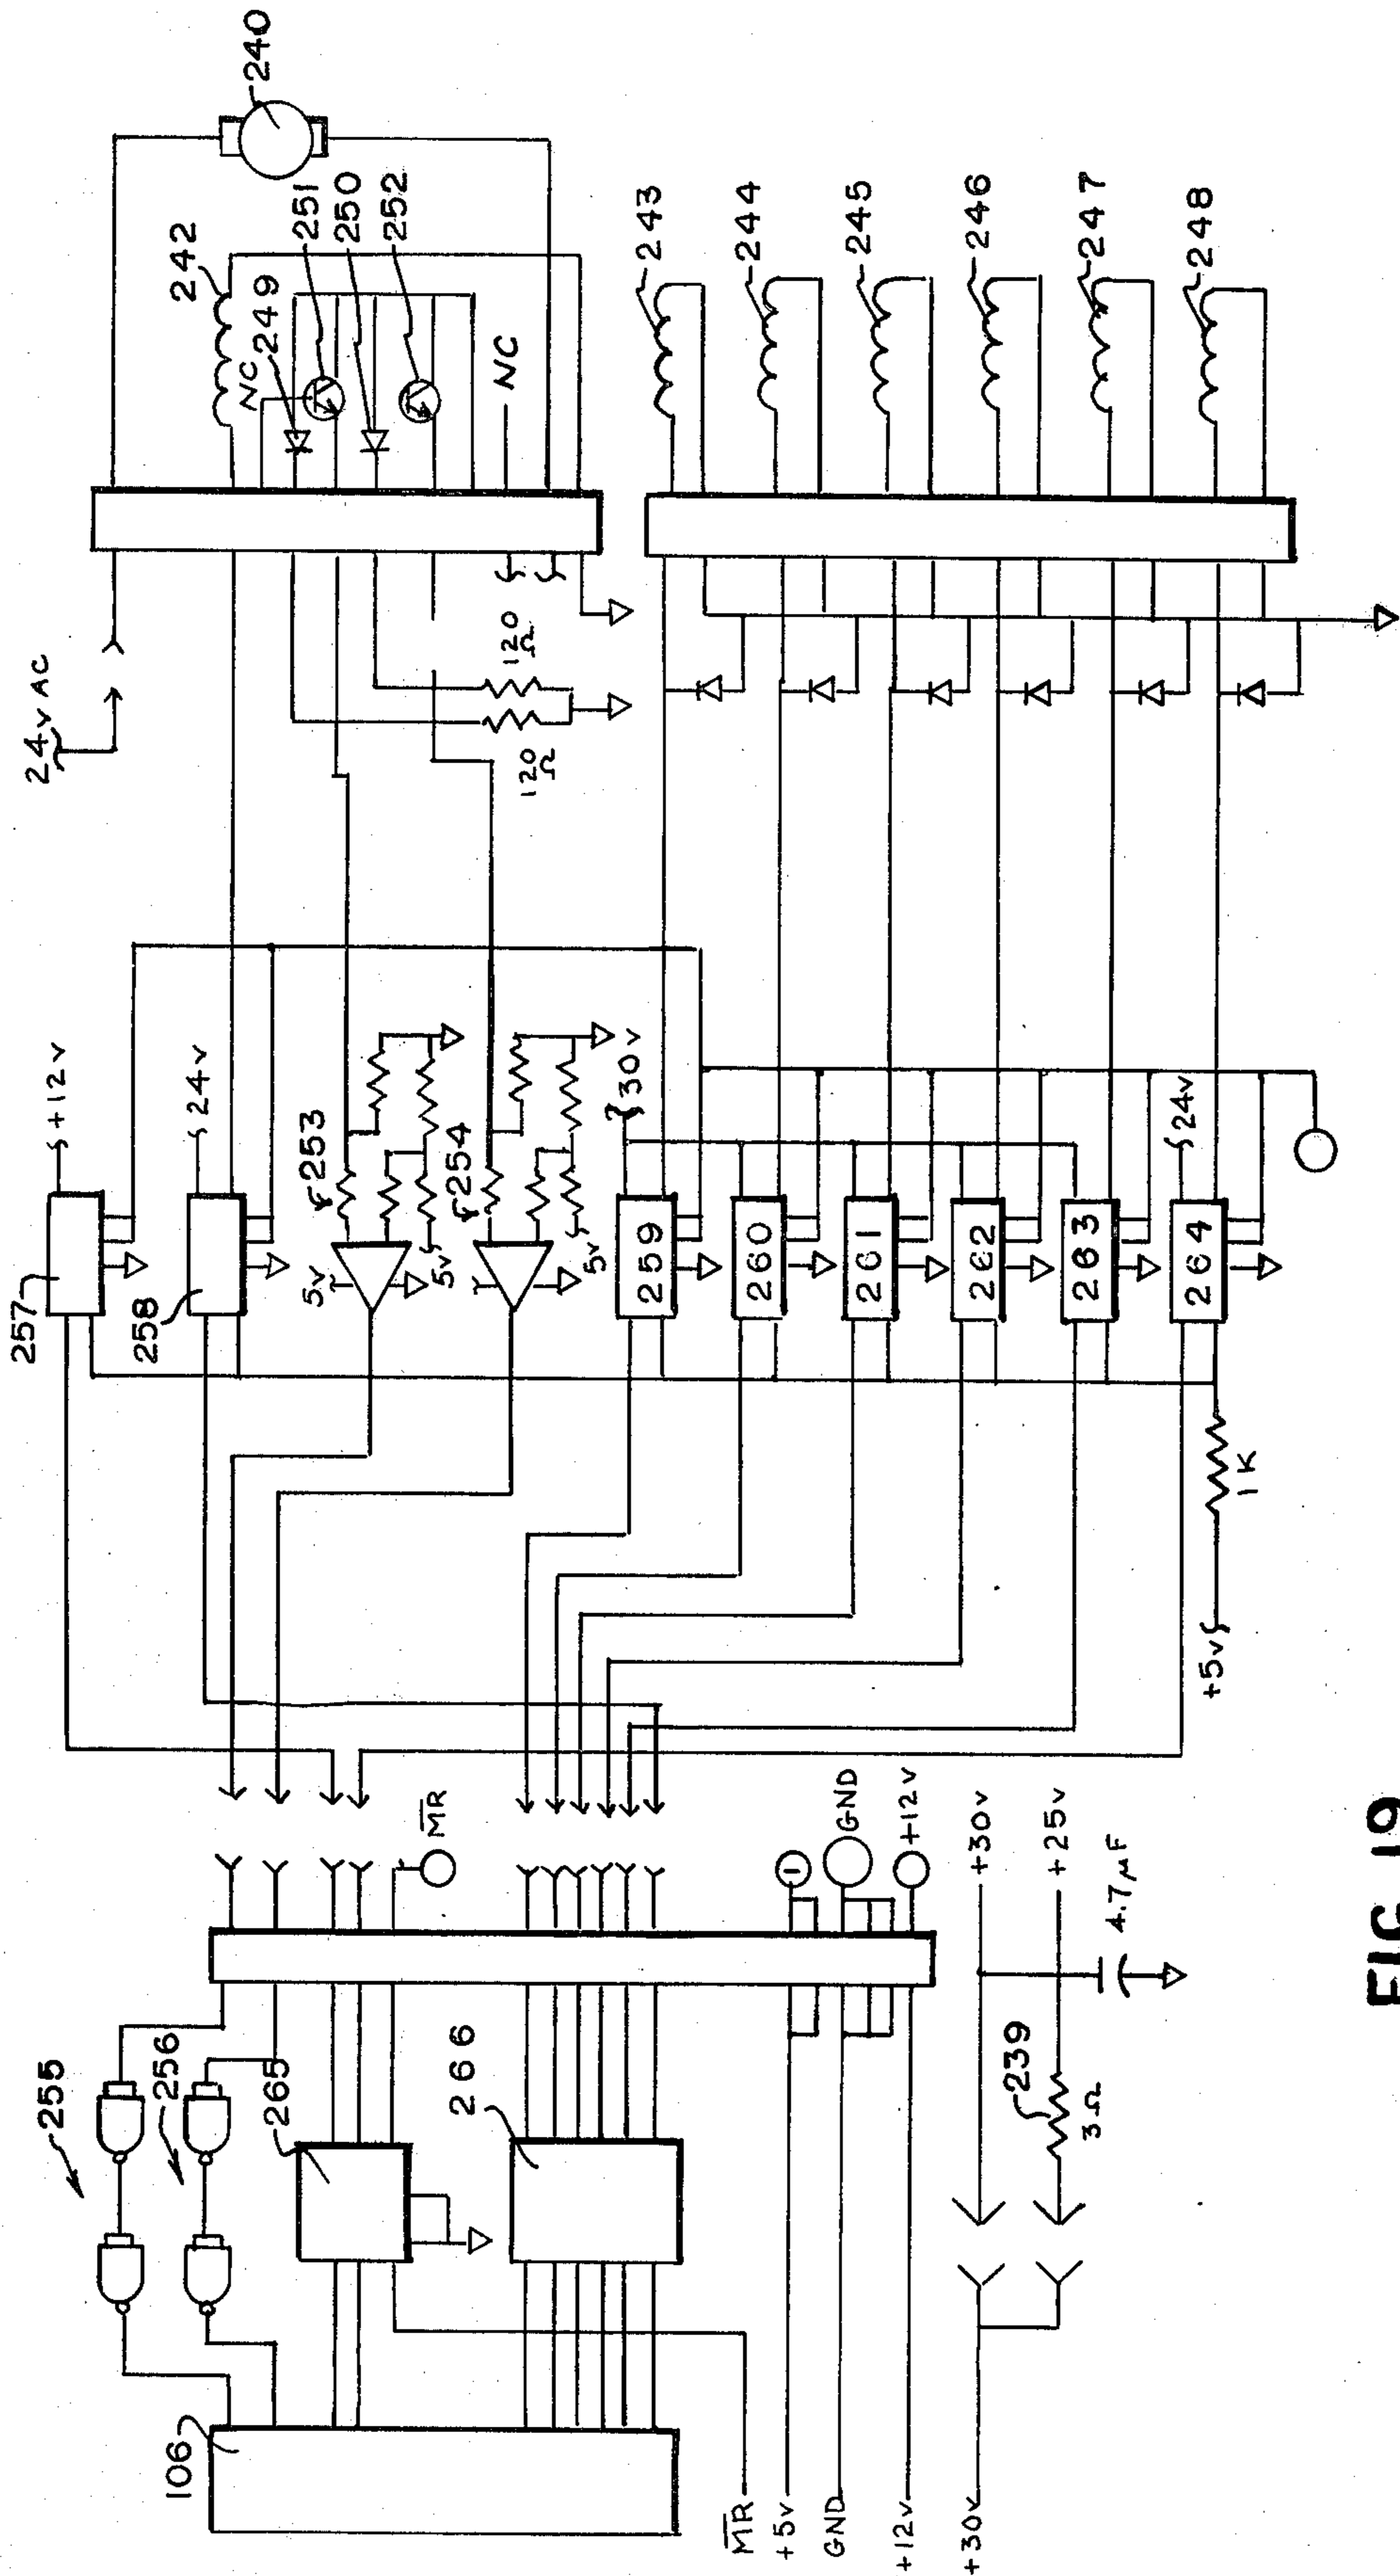 24v AC
240
242
NC
249
251
250
252
NC
120
Ω
120
Ω
243
244
245
246
247
248
+12v
24v
257
258
253
5v
5v
254
5v
30v
259
260
261
262
263
264
24v
1K
+5v
255
256
265
266
106
MR
1
GND
+12v
MR
+5v
GND
+12v
+30v
+30v
+25v
4.7µF
239
3Ω
FIG. 19